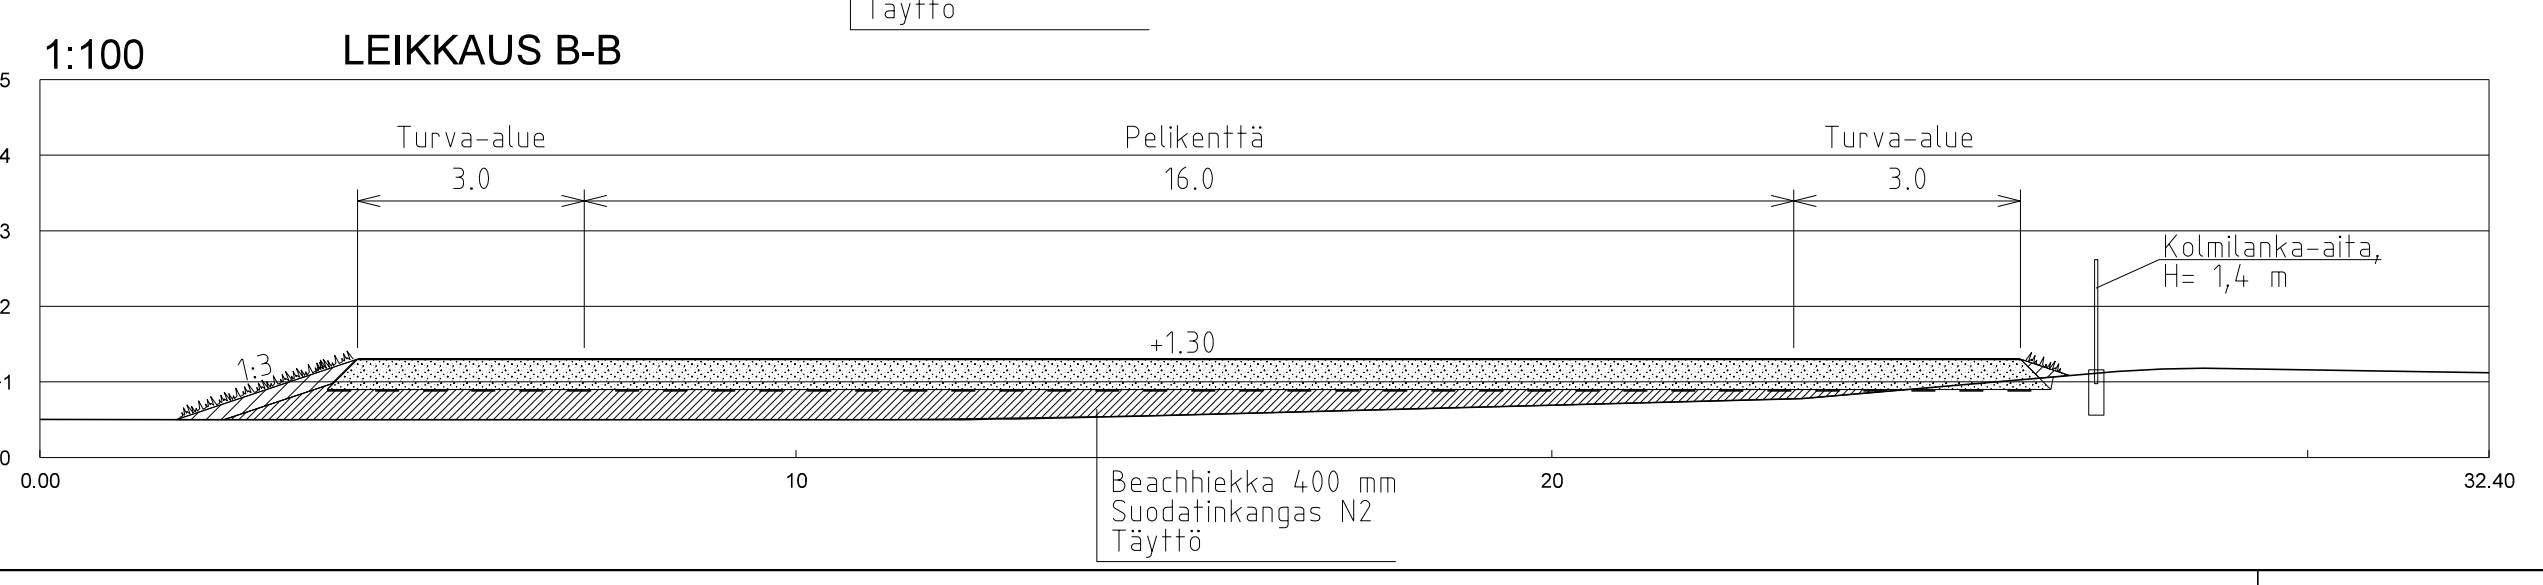 Täyttö
1:100 LEIKKAUS B-B
5
Turva-alue Pelikenttä Turva-alue
4
3.0 16.0 3.0
3
Kolmilanka-aita,
H= 1,4 m
2
+1.30
1:3
+1
0
0.00 10 20 32.40
Beachhiekka 400 mm
Suodatinkangas N2
Täyttö